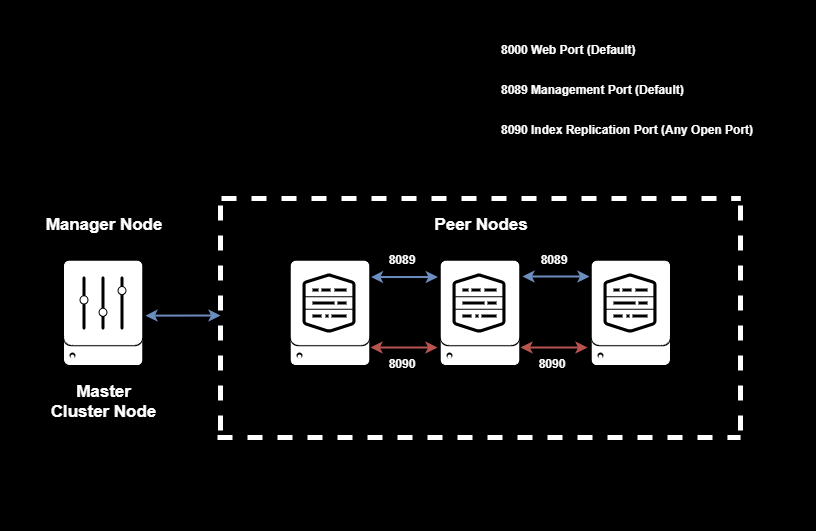 8000 Web Port (Default)
8089 Management Port (Default)
8090 Index Replication Port (Any Open Port)
Manager Node
Peer Nodes
8089
8089
8090
8090
Master
Cluster Node